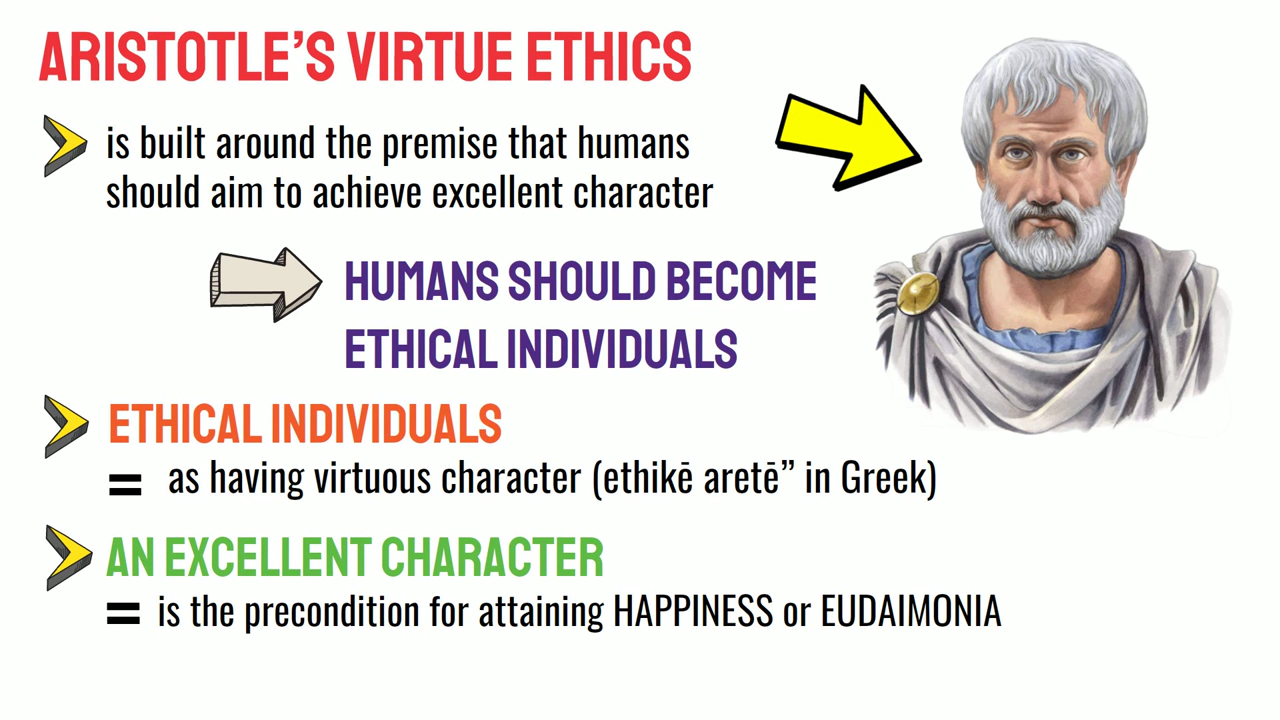 ARISTOTLE’S VIRTUE ETHICS
is built around the premise that humans
should aim to achieve excellent character
HUMANS SHOULD BECOME
ETHICAL INDIVIDUALS
ETHICAL INDIVIDUALS
= as having virtuous character (ethikē aretē” in Greek)
AN EXCELLENT CHARACTER
= is the precondition for attaining HAPPINESS or EUDAIMONIA